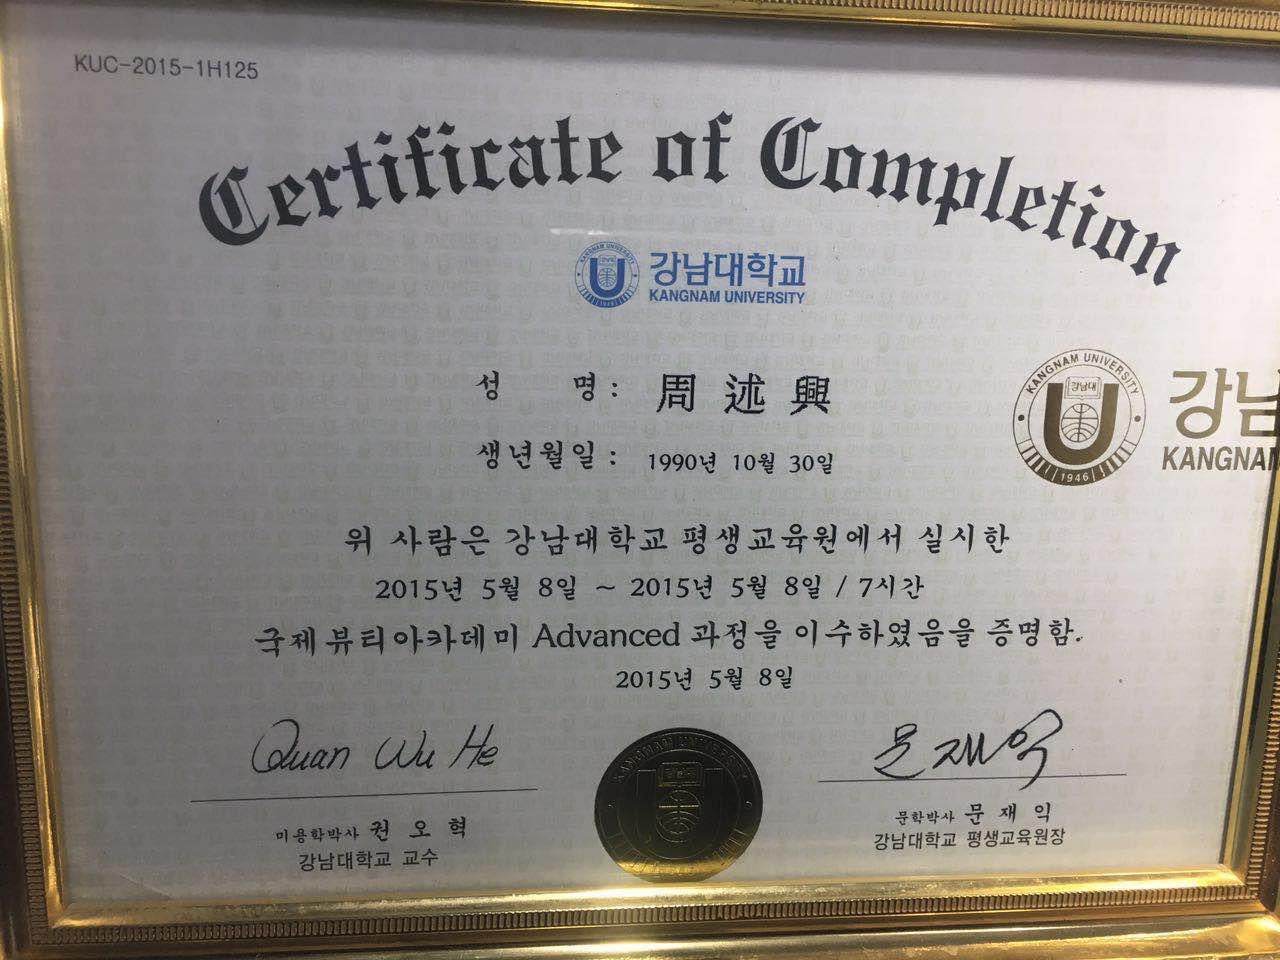 KUC-2015-1H125
Certificate of Completion
강남대학교
KANGNAM UNIVERSITY
성 명 : 周 述 興
생년월일 : 1990년 10월 30일
KANGNAM UNIVERSITY
강남대
1946
강남
KANGNAM
위 사람은 강남대학교 평생교육원에서 실시한
2015년 5월 8일 ~ 2015년 5월 8일 / 7시간
국제뷰티아카데미 Advanced 과정을 이수하였음을 증명함.
2015년 5월 8일
Quan Wu He
문재익
미용학박사 권 오 혁
강남대학교 교수
KANGNAM UNIVERSITY
문학박사 문 재 익
강남대학교 평생교육원장